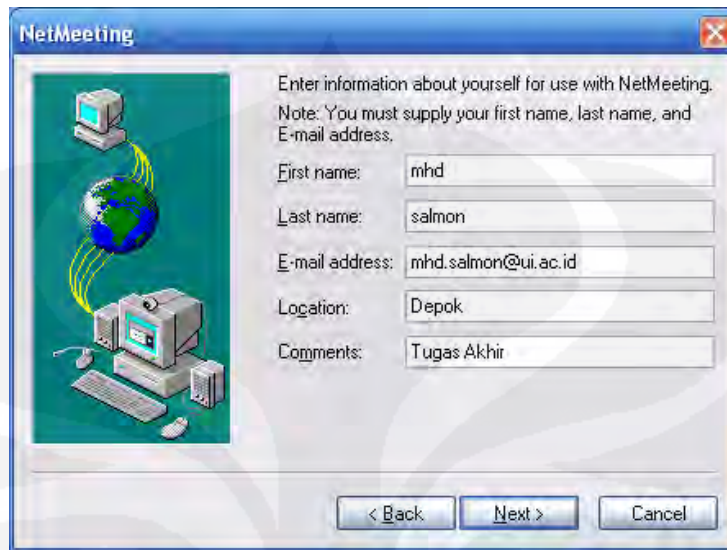 NetMeeting
Enter information about yourself for use with NetMeeting.
Note: You must supply your first name, last name, and
E-mail address.
First name: mhd
Last name: salmon
E-mail address: mhd.salmon@ui.ac.id
Location: Depok
Comments: Tugas Akhir
< Back Next > Cancel